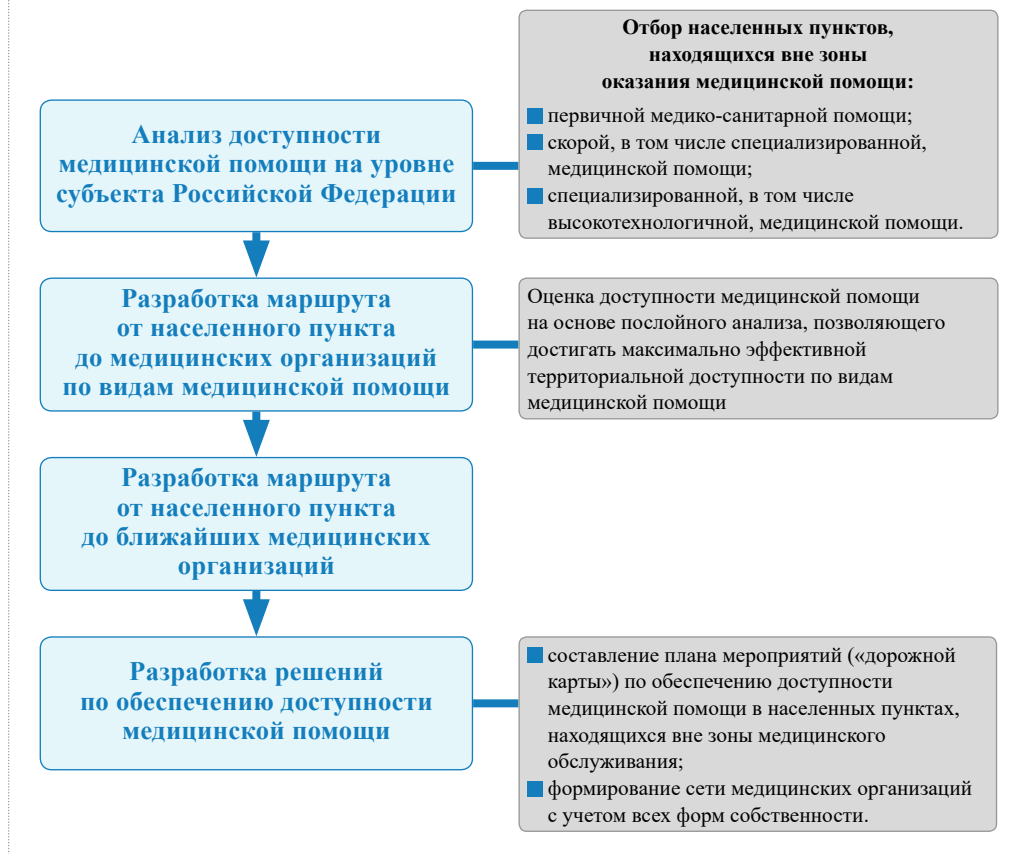 Анализ доступности
медицинской помощи на уровне
субъекта Российской Федерации
Отбор населенных пунктов,
находящихся вне зоны
оказания медицинской помощи:
первичной медико-санитарной помощи;
скорой, в том числе специализированной,
медицинской помощи;
специализированной, в том числе
высокотехнологичной, медицинской помощи.
Разработка маршрута
от населенного пункта
до медицинских организаций
по видам медицинской помощи
Оценка доступности медицинской помощи
на основе послойного анализа, позволяющего
достигать максимально эффективной
территориальной доступности по видам
медицинской помощи
Разработка маршрута
от населенного пункта
до ближайших медицинских
организаций
Разработка решений
по обеспечению доступности
медицинской помощи
составление плана мероприятий («дорожной
карты») по обеспечению доступности
медицинской помощи в населенных пунктах,
находящихся вне зоны медицинского
обслуживания;
формирование сети медицинских организаций
с учетом всех форм собственности.